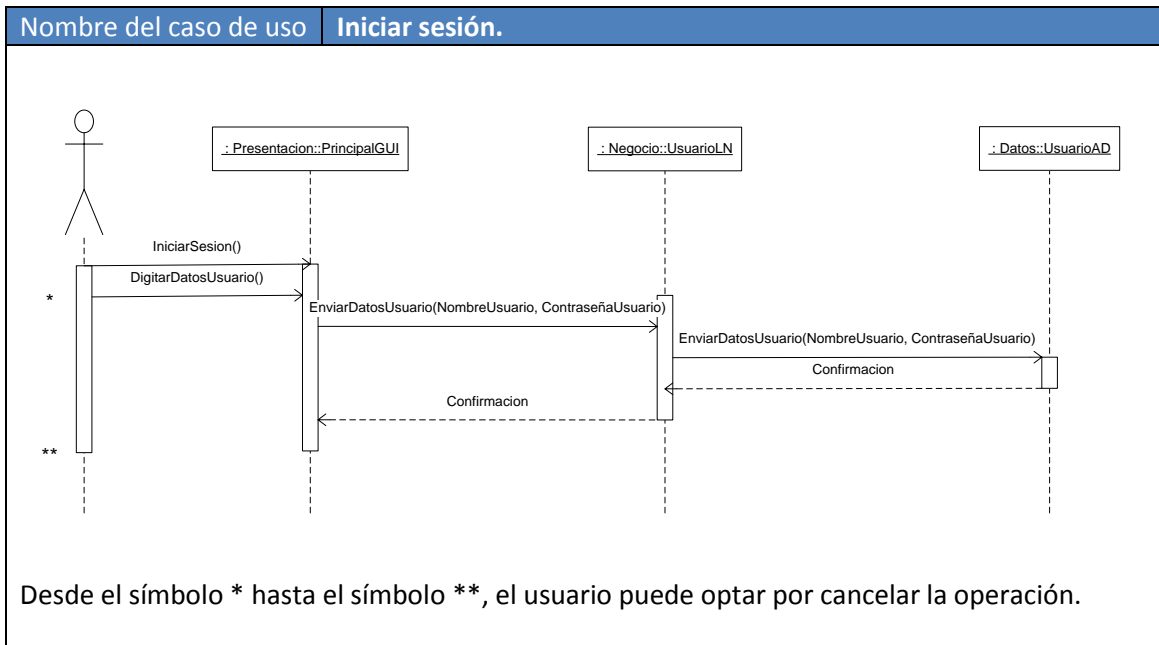 Nombre del caso de uso Iniciar sesión.
: Presentacion::PrincipalGUI : Negocio::UsuarioLN : Datos::UsuarioAD
IniciarSesion()
DigitarDatosUsuario()
*
EnviarDatosUsuario(NombreUsuario, ContraseñaUsuario)
EnviarDatosUsuario(NombreUsuario, ContraseñaUsuario)
Confirmacion
Confirmacion
**
Desde el símbolo * hasta el símbolo **, el usuario puede optar por cancelar la operación.